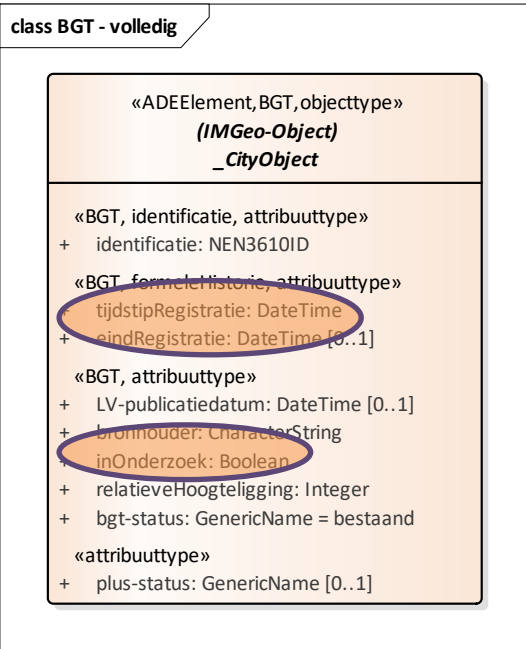 class BGT - volledig
«ADEElement,BGT,objecttype»
(IMGeo-Object)
_CityObject
«BGT, identificatie, attribuuttype»
+ identificatie: NEN3610ID
«BGT, formeleHistorie, attribuuttype»
+ tijdstipRegistratie: DateTime
+ eindRegistratie: DateTime [0..1]
«BGT, attribuuttype»
+ LV-publicatiedatum: DateTime [0..1]
+ bronhouder: CharacterString
+ inOnderzoek: Boolean
+ relatieveHoogteligging: Integer
+ bgt-status: GenericName = bestaand
«attribuuttype»
+ plus-status: GenericName [0..1]